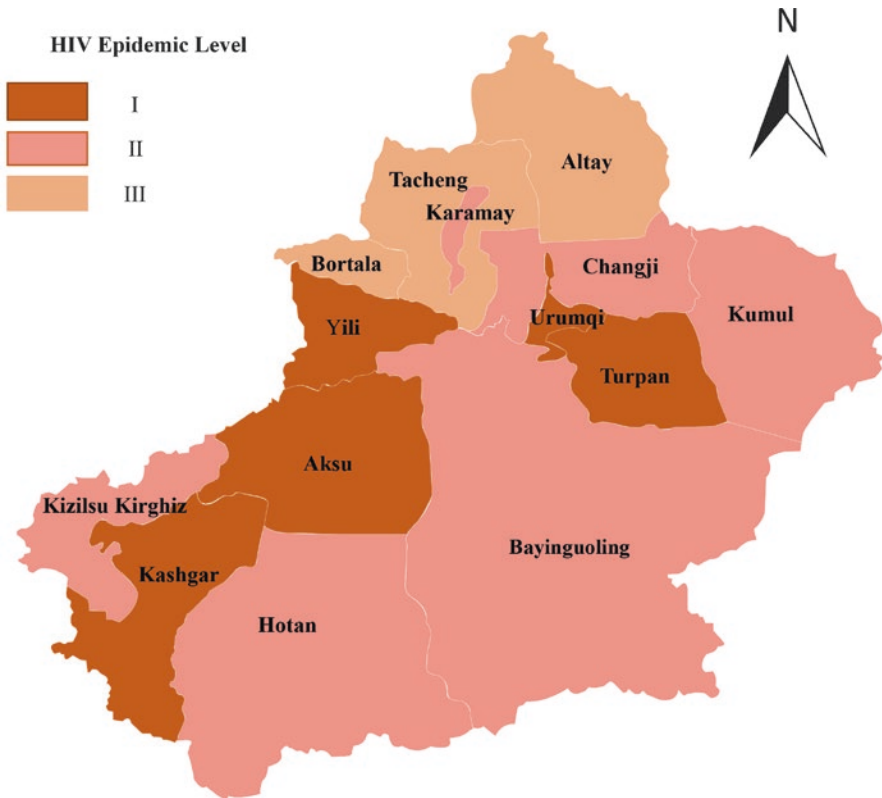 N
HIV Epidemic Level
I
II
III
Altay
Tacheng
Karamay
Bortala
Changji
Yili
Urumqi
Kumul
Turpan
Aksu
Kizilsu Kirghiz
Bayinguoling
Kashgar
Hotan